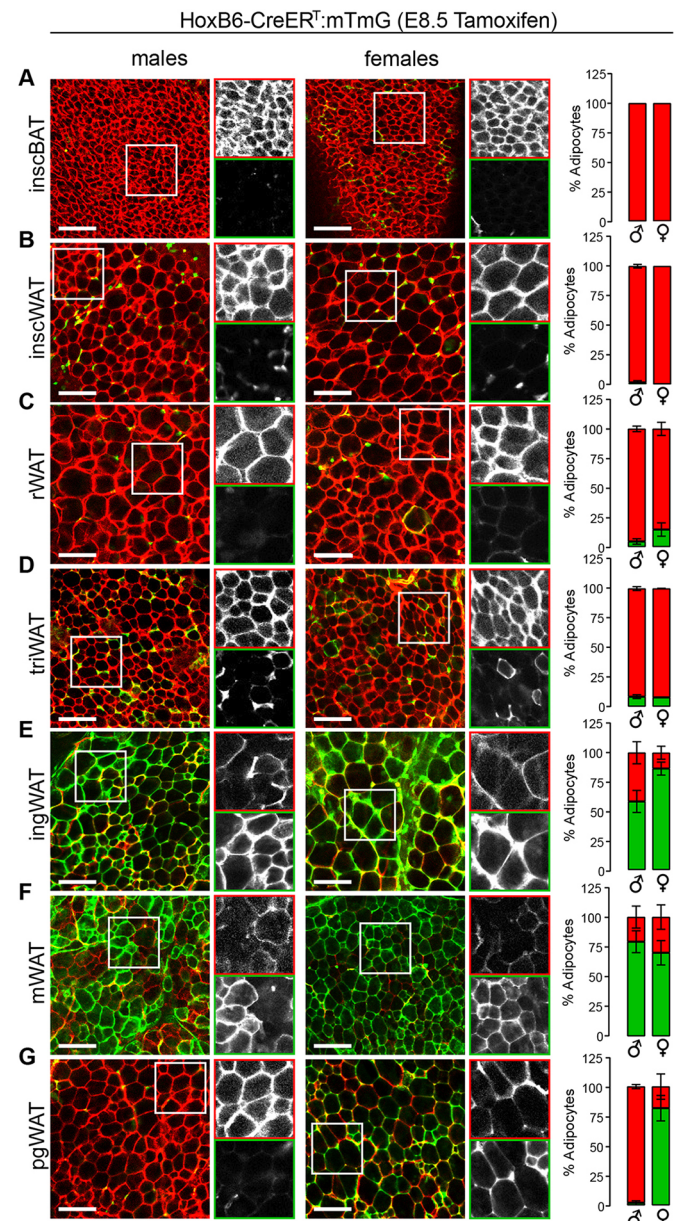 HoxB6-CreERT:mTmG (E8.5 Tamoxifen)
males females
A
inscBAT
% Adipocytes
125
100
75
50
25
0
♂ ♀
B
inscWAT
% Adipocytes
125
100
75
50
25
0
♂ ♀
C
rWAT
% Adipocytes
125
100
75
50
25
0
♂ ♀
D
triWAT
% Adipocytes
125
100
75
50
25
0
♂ ♀
E
ingWAT
% Adipocytes
125
100
75
50
25
0
♂ ♀
F
mWAT
% Adipocytes
125
100
75
50
25
0
♂ ♀
G
pgWAT
% Adipocytes
125
100
75
50
25
0
♂ ♀